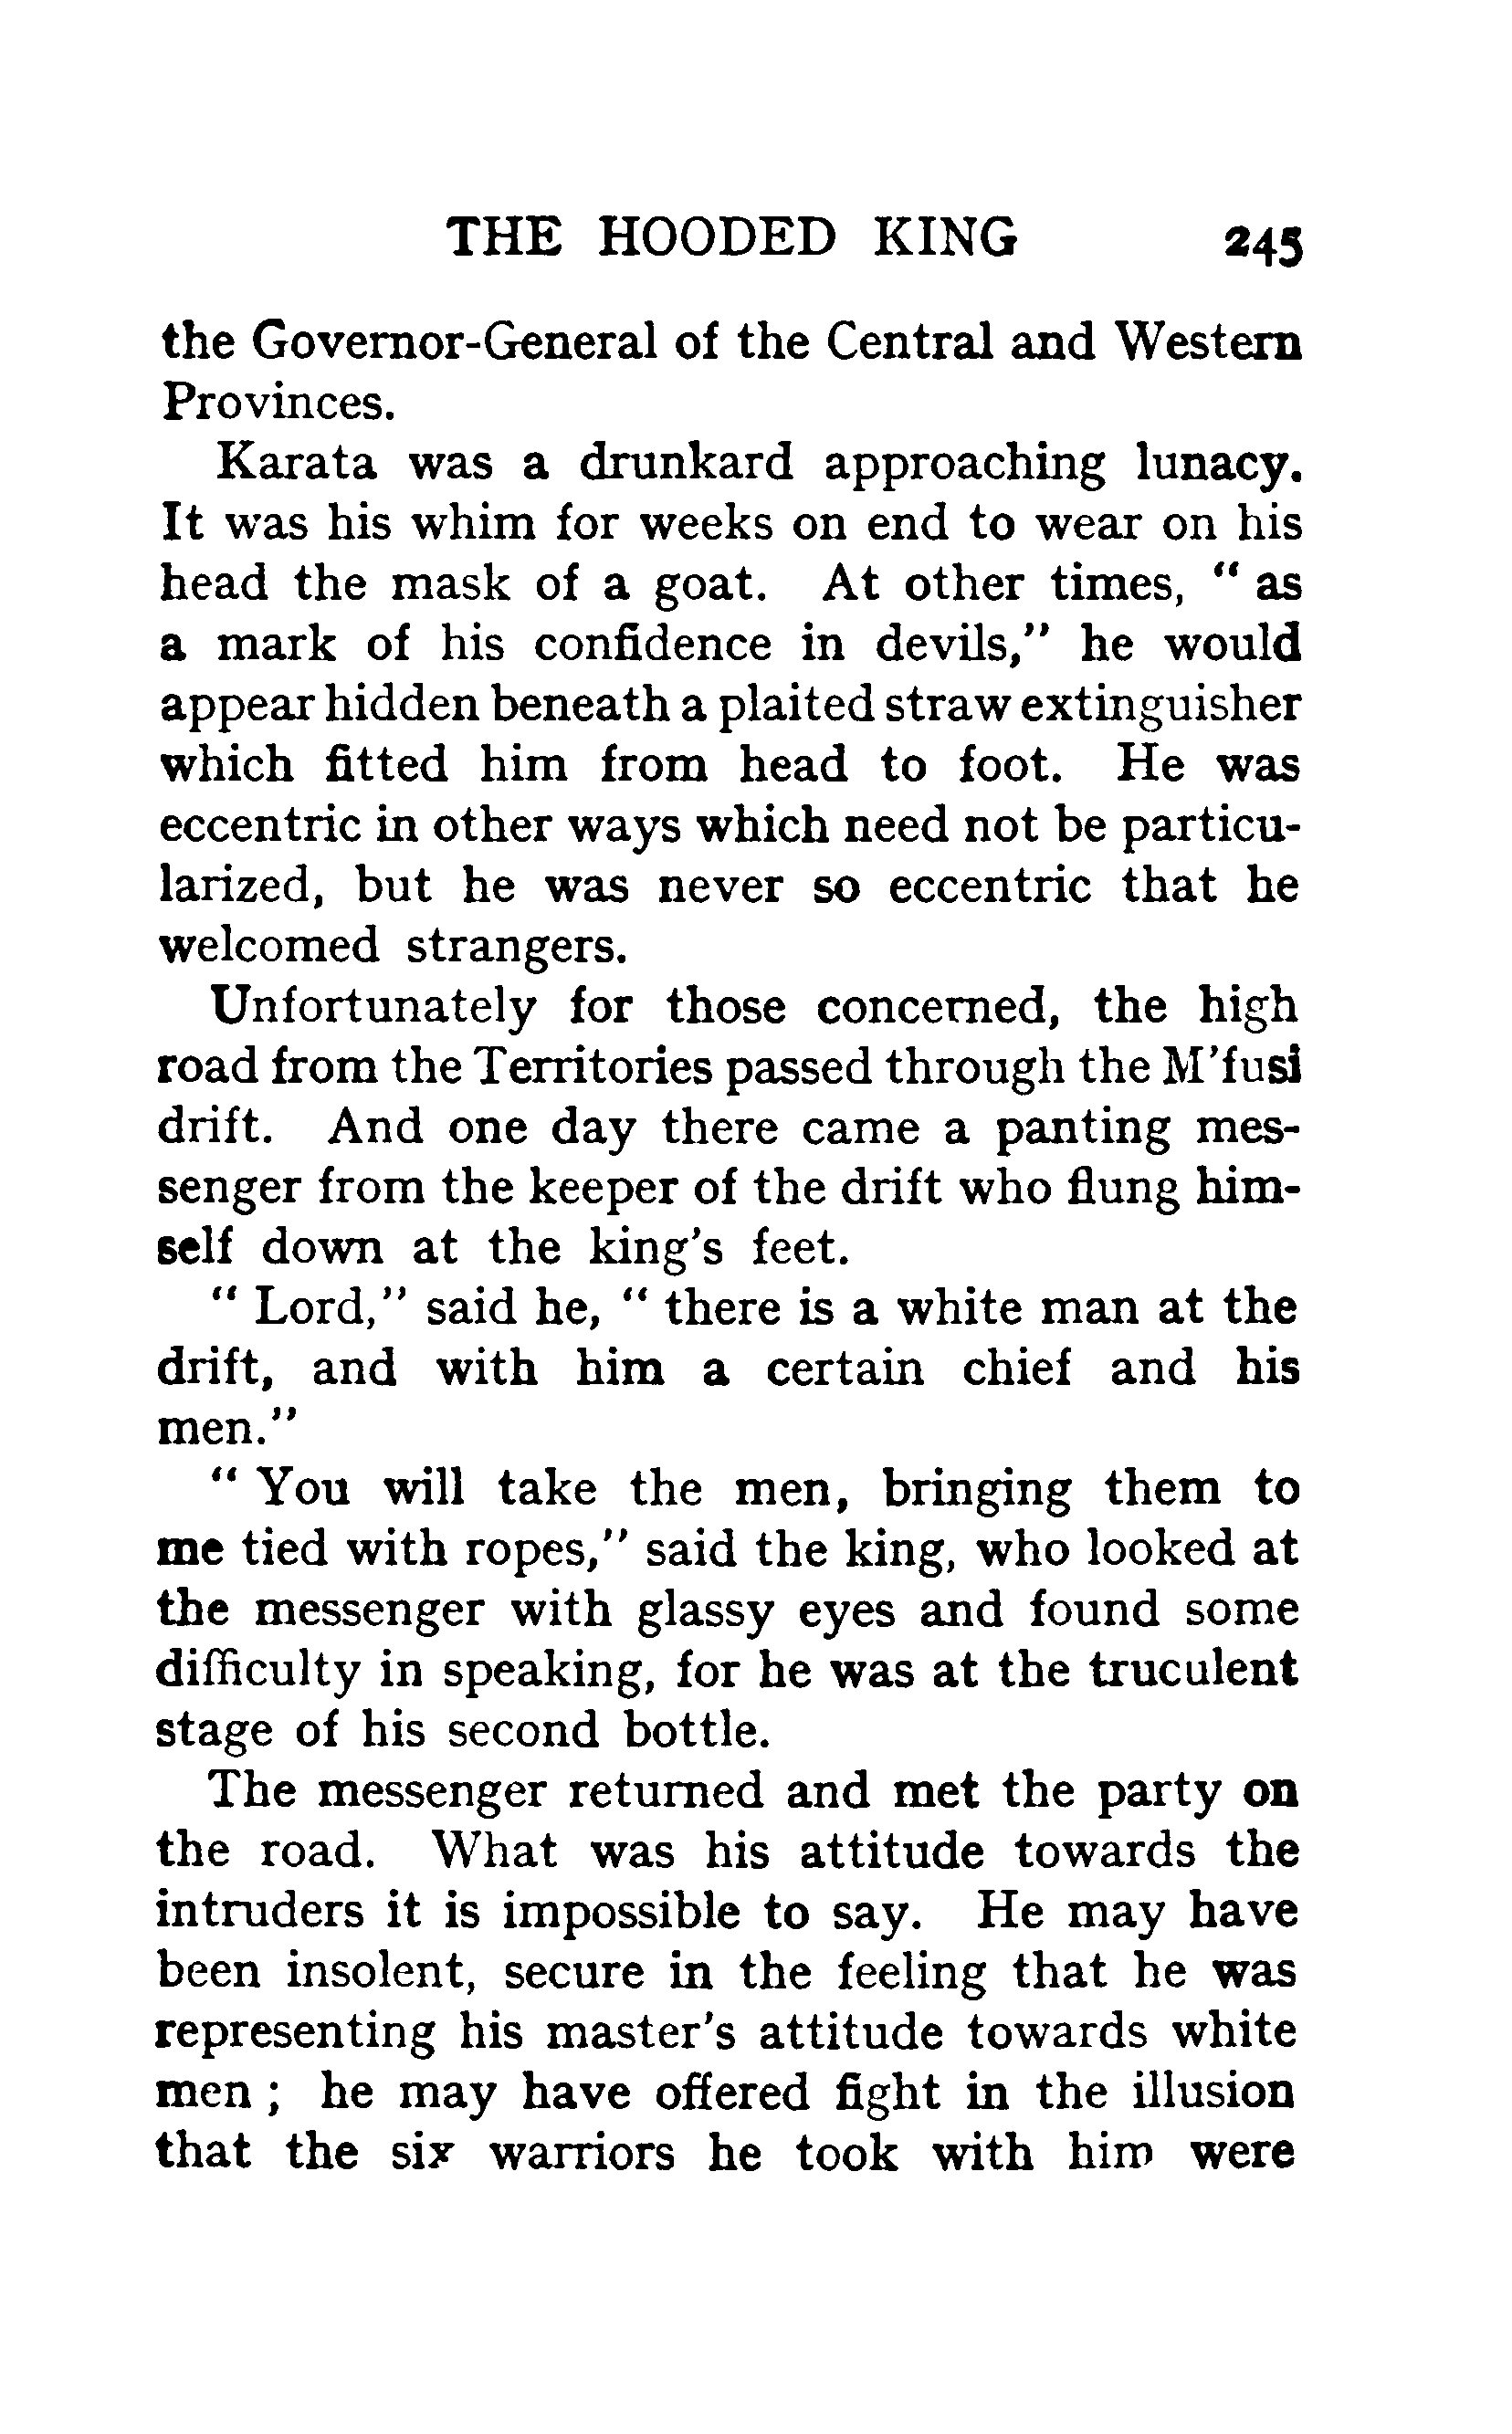 THE HOODED KING 245
the Governor-General of the Central and Western
Provinces.
Karata was a drunkard approaching lunacy.
It was his whim for weeks on end to wear on his
head the mask of a goat. At other times, " as
a mark of his confidence in devils," he would
appear hidden beneath a plaited straw extinguisher
which fitted him from head to foot. He was
eccentric in other ways which need not be particu-
larized, but he was never so eccentric that he
welcomed strangers.
Unfortunately for those concerned, the high
road from the Territories passed through the M'fusi
drift. And one day there came a panting mes-
senger from the keeper of the drift who flung him-
self down at the king's feet.
" Lord," said he, " there is a white man at the
drift, and with him a certain chief and his
men."
" You will take the men, bringing them to
me tied with ropes," said the king, who looked at
the messenger with glassy eyes and found some
difficulty in speaking, for he was at the truculent
stage of his second bottle.
The messenger returned and met the party on
the road. What was his attitude towards the
intruders it is impossible to say. He may have
been insolent, secure in the feeling that he was
representing his master's attitude towards white
men ; he may have offered fight in the illusion
that the six warriors he took with him were